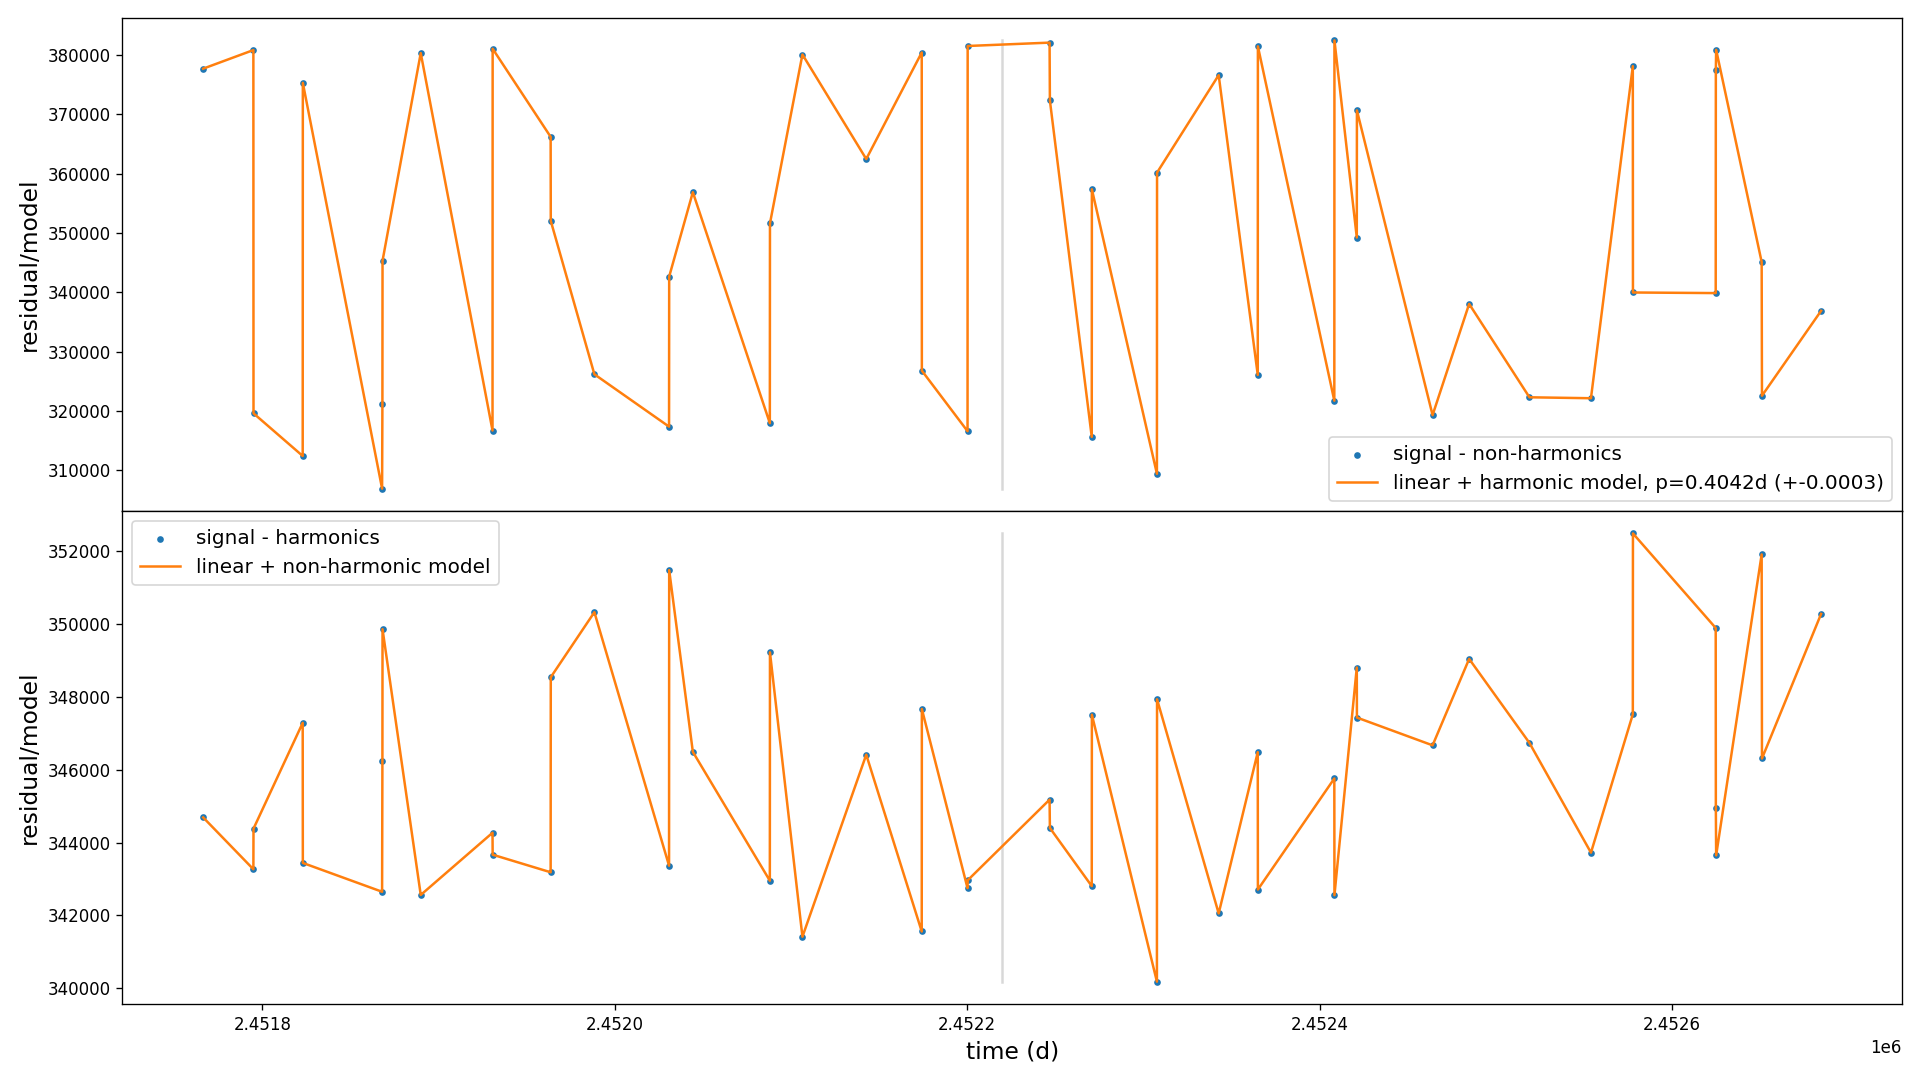 380000
370000
360000
350000
340000
330000
320000
310000
residual/model
signal - non-harmonics
linear + harmonic model, p=0.4042d (+-0.0003)
signal - harmonics
linear + non-harmonic model
352000
350000
348000
346000
344000
342000
340000
residual/model
2.4518
2.4520
2.4522
2.4524
2.4526
time (d)
1e6